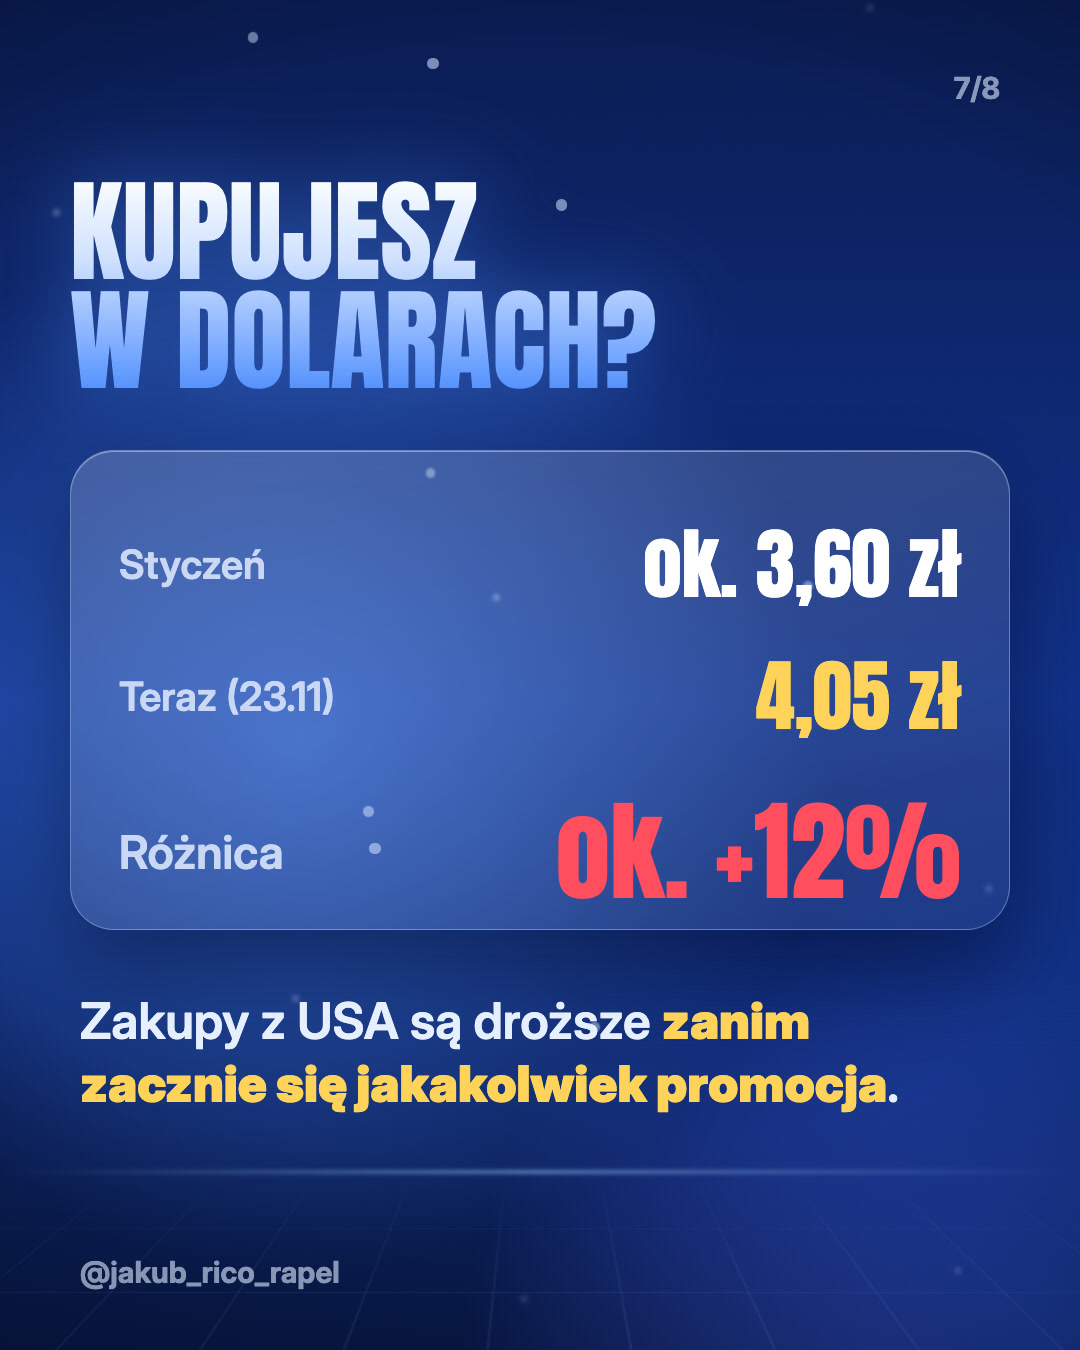 7/8
KUPUJESZ
W DOLARACH?
Styczeń ok. 3,60 zł
Teraz (23.11) 4,05 zł
Różnica ok. +12%
Zakupy z USA są droższe zanim
zacznie się jakakolwiek promocja.
@jakub_rico_rapel